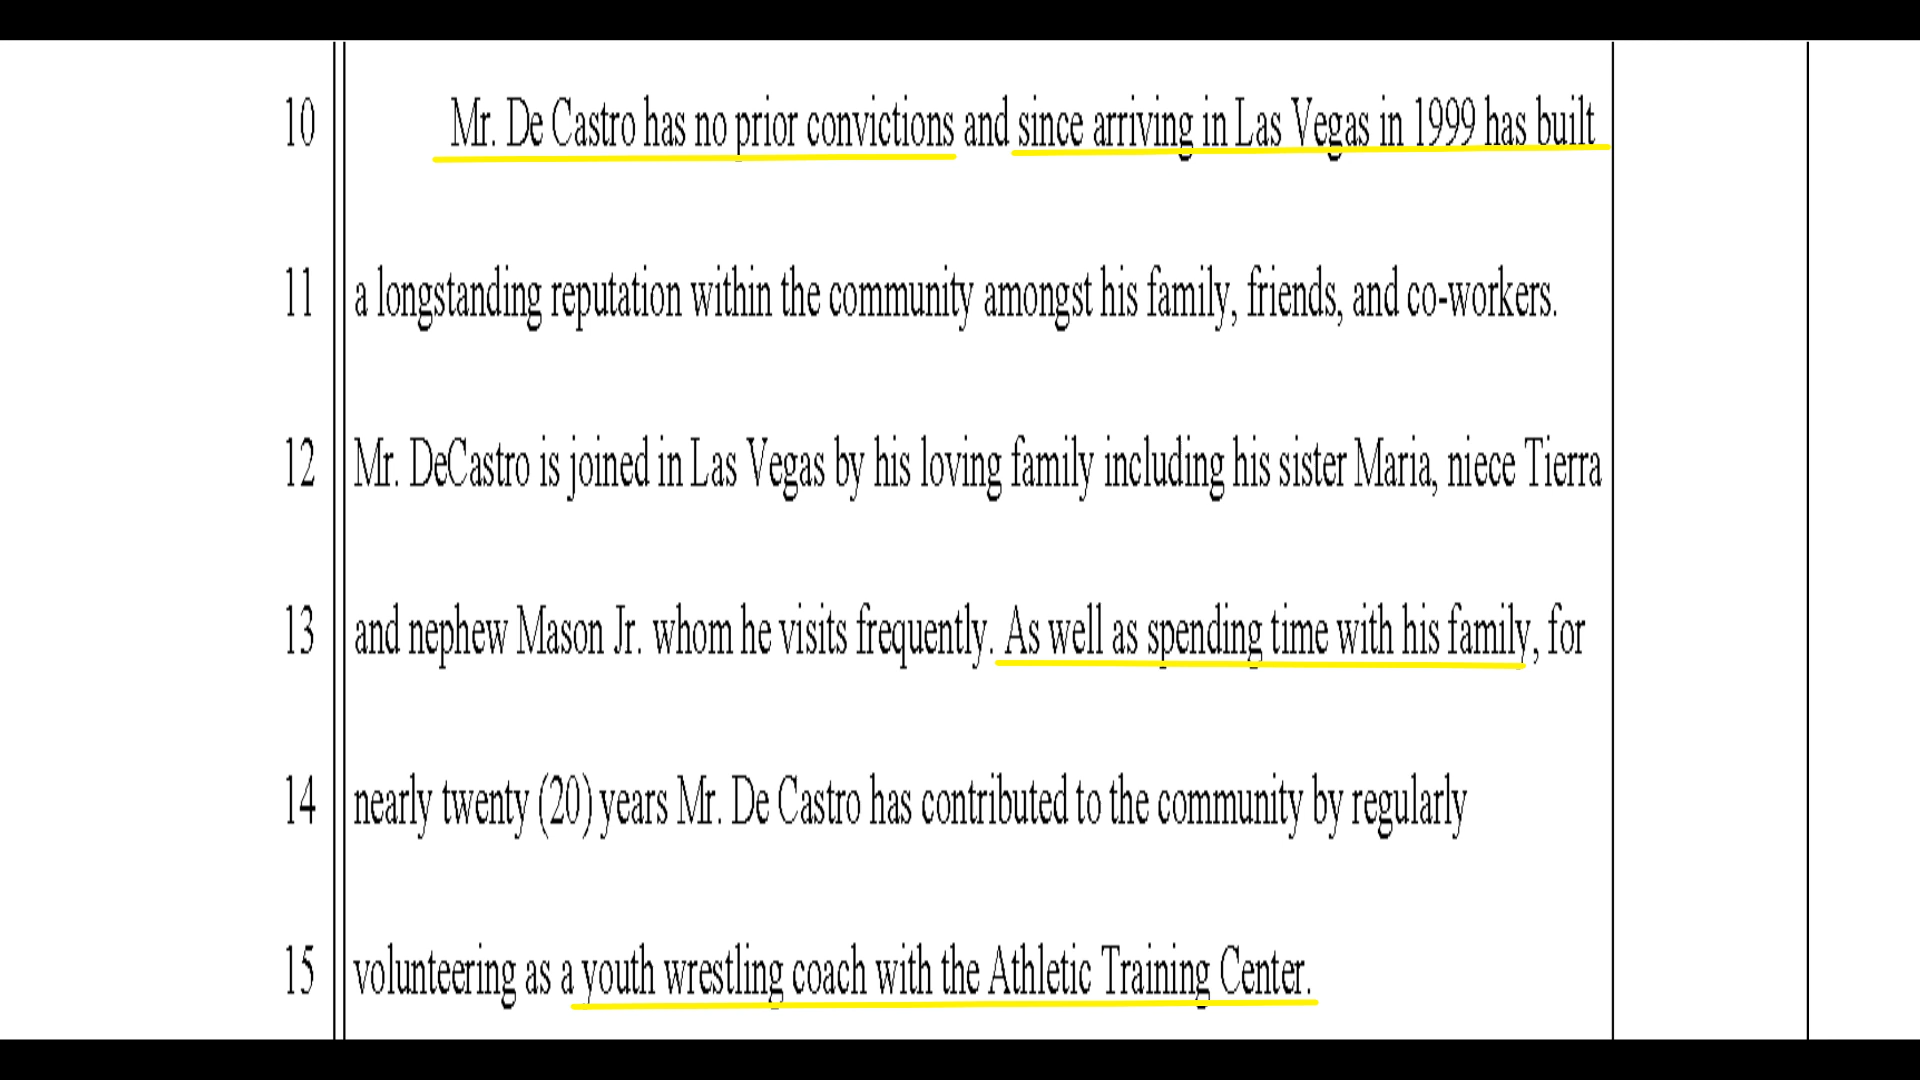 10 Mr. De Castro has no prior convictions and since arriving in Las Vegas in 1999 has built
11 a longstanding reputation within the community amongst his family, friends, and co-workers.
12 Mr. DeCastro is joined in Las Vegas by his loving family including his sister Maria, niece Tierra
13 and nephew Mason Jr. whom he visits frequently. As well as spending time with his family, for
14 nearly twenty (20) years Mr. De Castro has contributed to the community by regularly
15 volunteering as a youth wrestling coach with the Athletic Training Center.